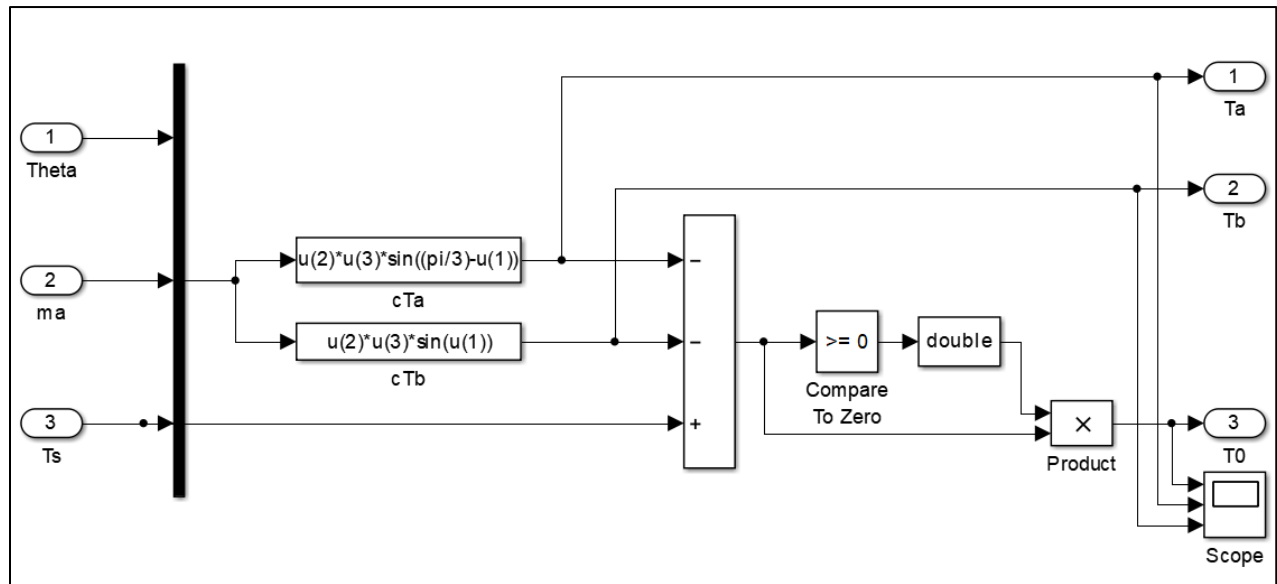 1
Theta
2
ma
3
Ts
u(2)*u(3)*sin((pi/3)-u(1))
cTa
u(2)*u(3)*sin(u(1))
cTb
−
−
+
>= 0
Compare
To Zero
double
×
Product
1
Ta
2
Tb
3
T0
Scope